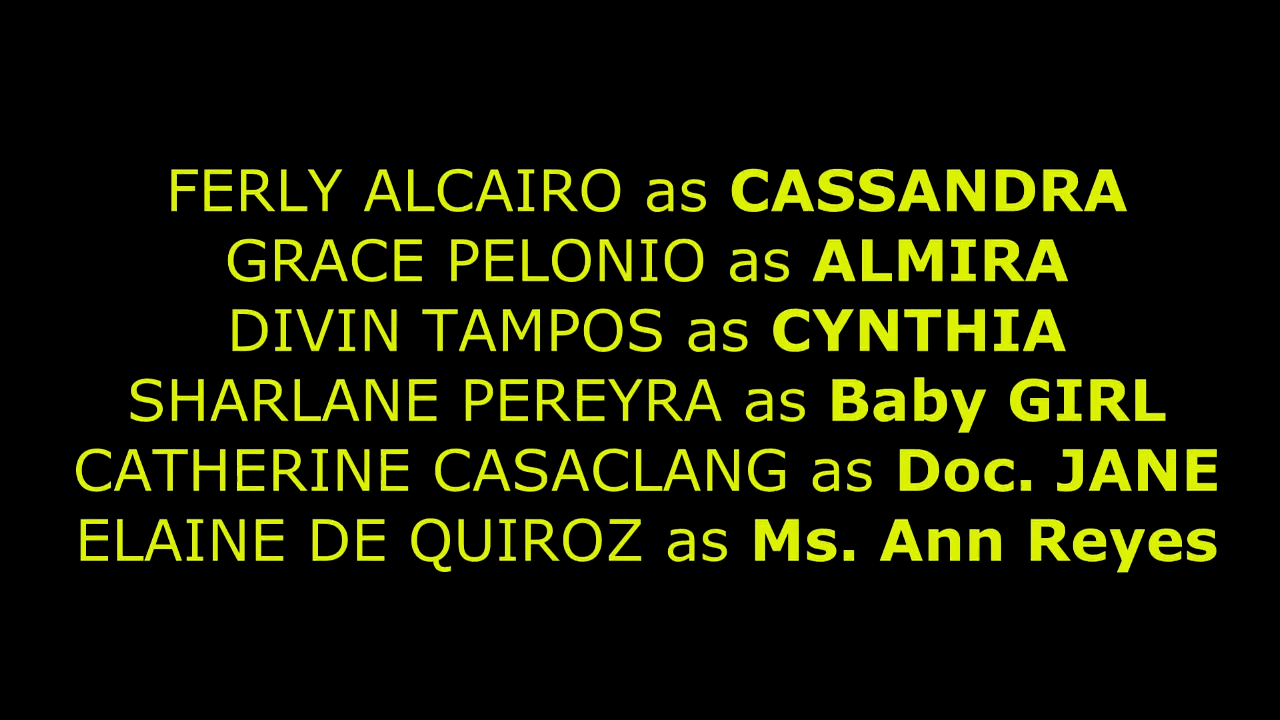 FERLY ALCAIRO as CASSANDRA
GRACE PELONIO as ALMIRA
DIVIN TAMPOS as CYNTHIA
SHARLANE PEREYRA as Baby GIRL
CATHERINE CASACLANG as Doc. JANE
ELAINE DE QUIROZ as Ms. Ann Reyes